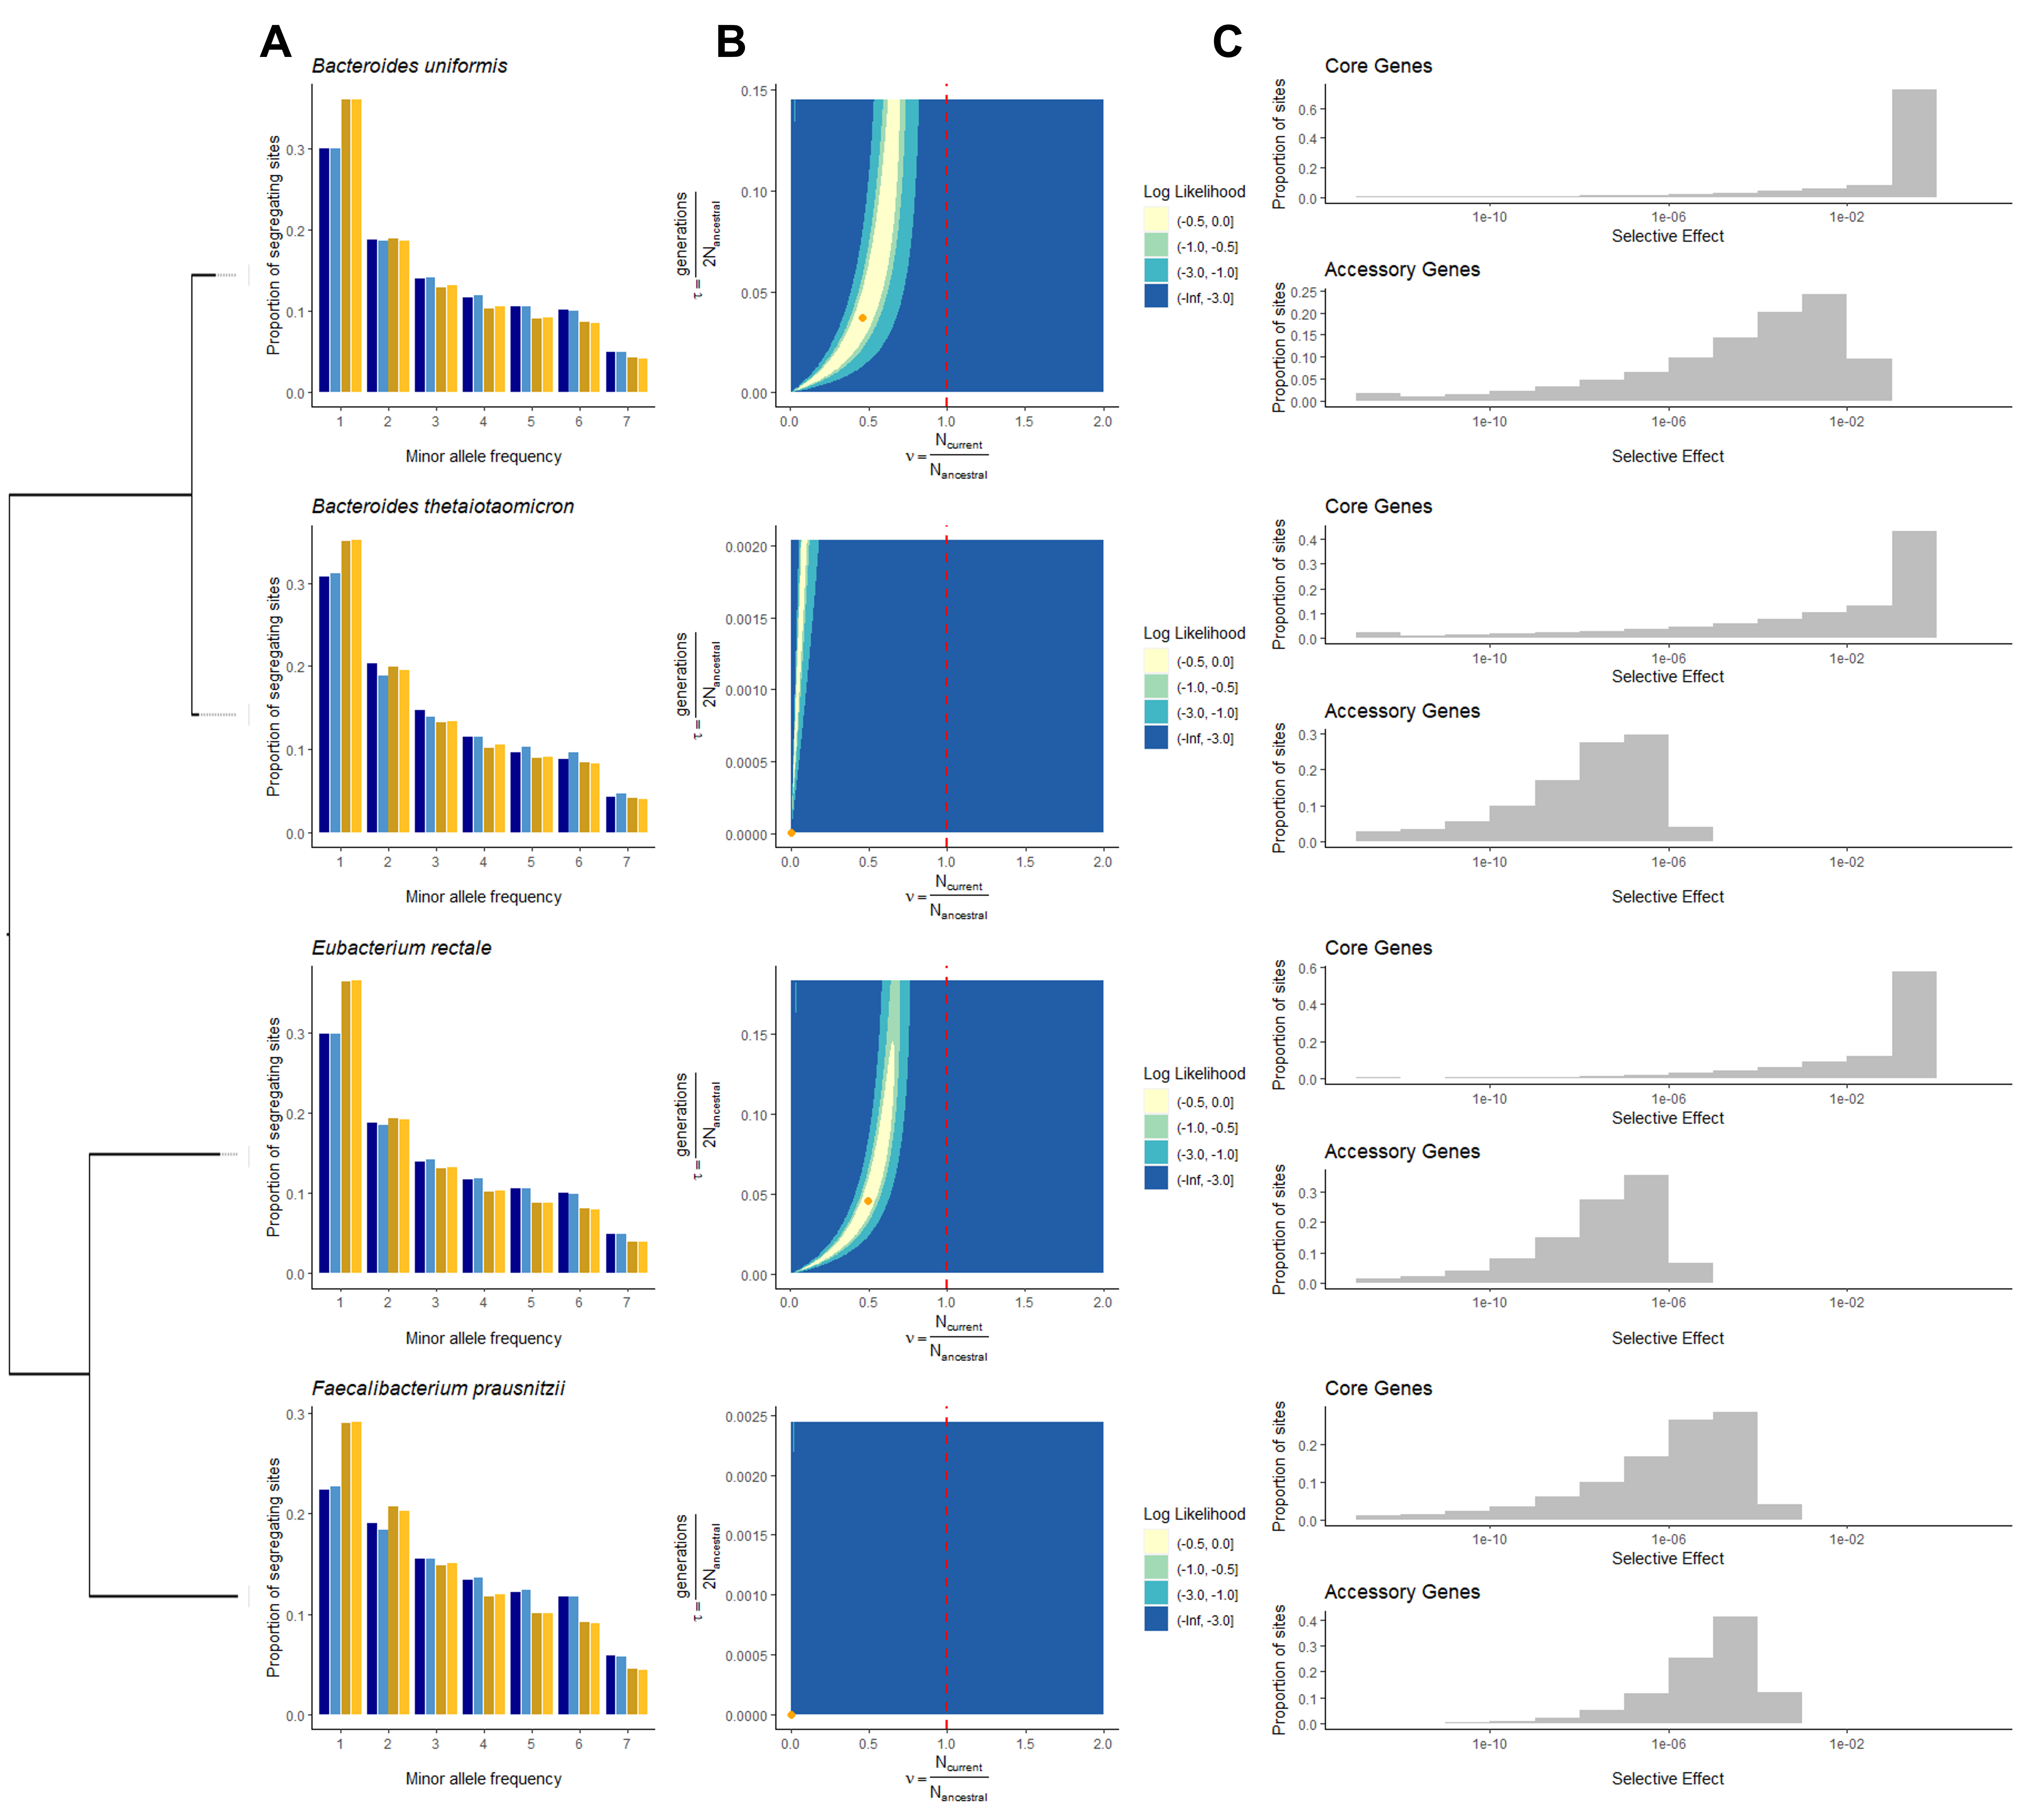 A
B
C
Bacteroides uniformis
Proportion of segregating sites
0.3
0.2
0.1
0.0
1 2 3 4 5 6 7
Minor allele frequency
τ = generations
2Nancestral
0.15
0.10
0.05
0.00
0.0 0.5 1.0 1.5 2.0
ν = Ncurrent
Nancestral
Log Likelihood
(-0.5, 0.0]
(-1.0, -0.5]
(-3.0, -1.0]
(-Inf, -3.0]
Core Genes
Proportion of sites
0.6
0.4
0.2
0.0
1e-10 1e-06 1e-02
Selective Effect
Accessory Genes
Proportion of sites
0.25
0.20
0.15
0.10
0.05
0.00
1e-10 1e-06 1e-02
Selective Effect
Bacteroides thetaiotaomicron
Proportion of segregating sites
0.3
0.2
0.1
0.0
1 2 3 4 5 6 7
Minor allele frequency
τ = generations
2Nancestral
0.0020
0.0015
0.0010
0.0005
0.0000
0.0 0.5 1.0 1.5 2.0
ν = Ncurrent
Nancestral
Log Likelihood
(-0.5, 0.0]
(-1.0, -0.5]
(-3.0, -1.0]
(-Inf, -3.0]
Core Genes
Proportion of sites
0.4
0.3
0.2
0.1
0.0
1e-10 1e-06 1e-02
Selective Effect
Accessory Genes
Proportion of sites
0.3
0.2
0.1
0.0
1e-10 1e-06 1e-02
Selective Effect
Eubacterium rectale
Proportion of segregating sites
0.3
0.2
0.1
0.0
1 2 3 4 5 6 7
Minor allele frequency
τ = generations
2Nancestral
0.15
0.10
0.05
0.00
0.0 0.5 1.0 1.5 2.0
ν = Ncurrent
Nancestral
Log Likelihood
(-0.5, 0.0]
(-1.0, -0.5]
(-3.0, -1.0]
(-Inf, -3.0]
Core Genes
Proportion of sites
0.6
0.4
0.2
0.0
1e-10 1e-06 1e-02
Selective Effect
Accessory Genes
Proportion of sites
0.3
0.2
0.1
0.0
1e-10 1e-06 1e-02
Selective Effect
Faecalibacterium prausnitzii
Proportion of segregating sites
0.3
0.2
0.1
0.0
1 2 3 4 5 6 7
Minor allele frequency
τ = generations
2Nancestral
0.0025
0.0020
0.0015
0.0010
0.0005
0.0000
0.0 0.5 1.0 1.5 2.0
ν = Ncurrent
Nancestral
Log Likelihood
(-0.5, 0.0]
(-1.0, -0.5]
(-3.0, -1.0]
(-Inf, -3.0]
Core Genes
Proportion of sites
0.2
0.1
0.0
1e-10 1e-06 1e-02
Selective Effect
Accessory Genes
Proportion of sites
0.4
0.3
0.2
0.1
0.0
1e-10 1e-06 1e-02
Selective Effect